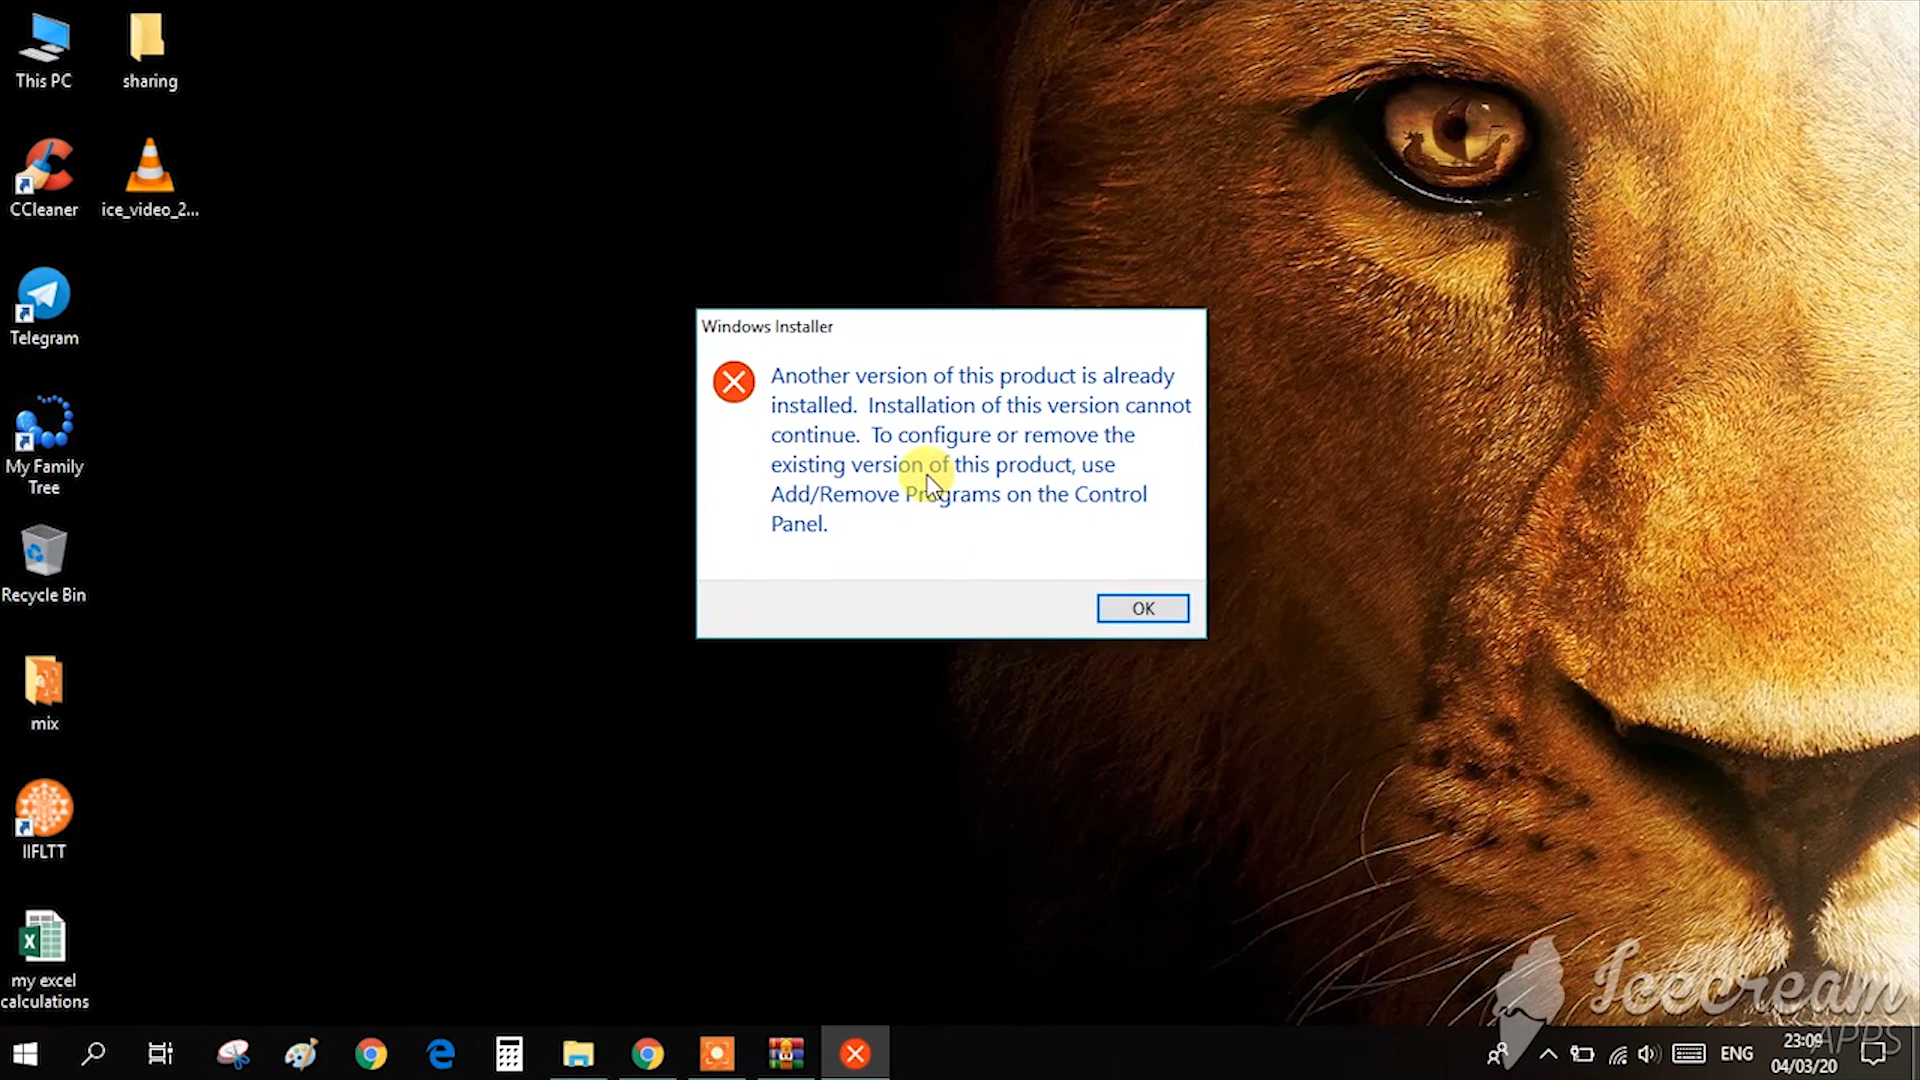 This PC
sharing
CCleaner
ice_video_2...
Telegram
My Family
Tree
Recycle Bin
mix
IIFLTT
my excel
calculations
Windows Installer
Another version of this product is already
installed. Installation of this version cannot
continue. To configure or remove the
existing version of this product, use
Add/Remove Programs on the Control
Panel.
OK
Icecream
APPS
ENG
23:09
04/03/20